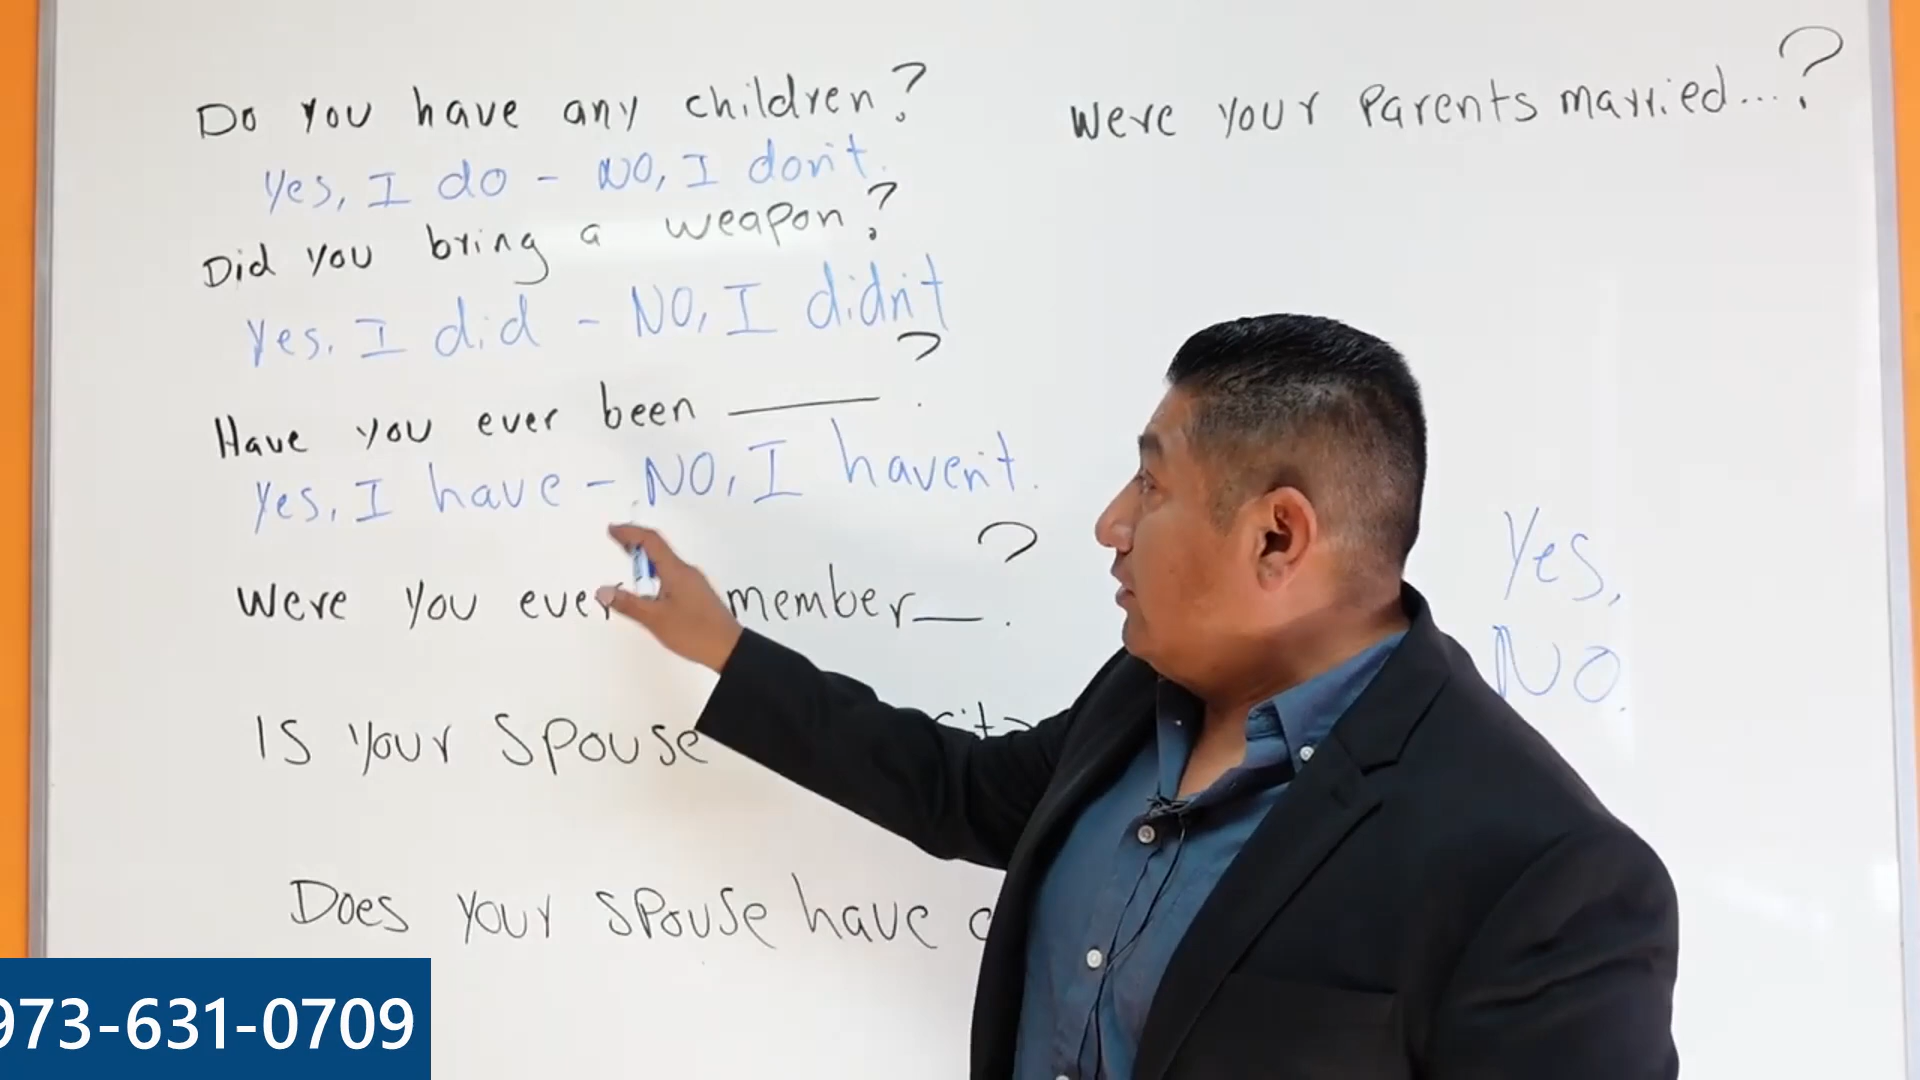 Do you have any children?
Yes, I do - NO, I don't.
Did you bring a weapon?
Yes. I did - NO, I didn't
Have you ever been ____?
Yes, I have - NO, I haven't.
Were you ever member__?
Is your spouse
Does your spouse have
Were your Parents married...?
Yes,
NO.
973-631-0709